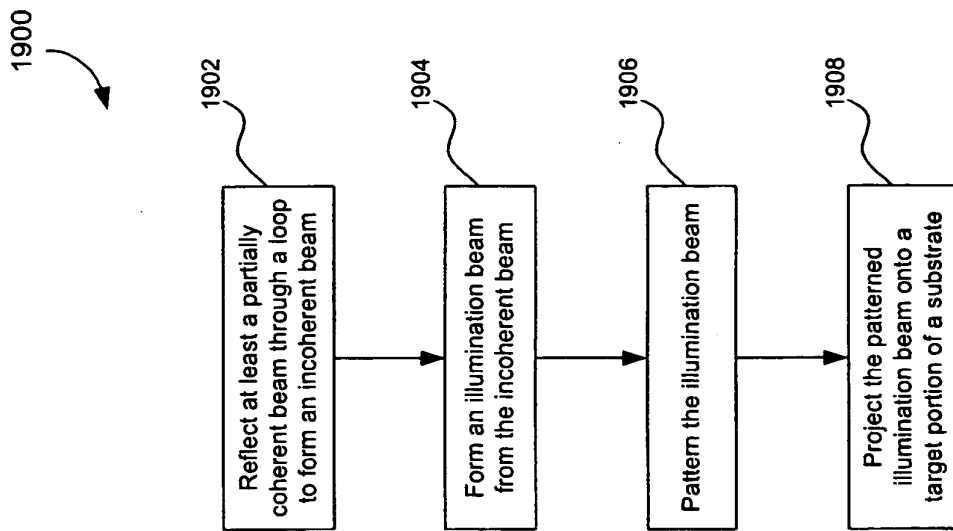 1900
1902
Reflect at least a partially
coherent beam through a loop
to form an incoherent beam
1904
Form an illumination beam
from the incoherent beam
1906
Pattern the illumination beam
1908
Project the patterned
illumination beam onto a
target portion of a substrate